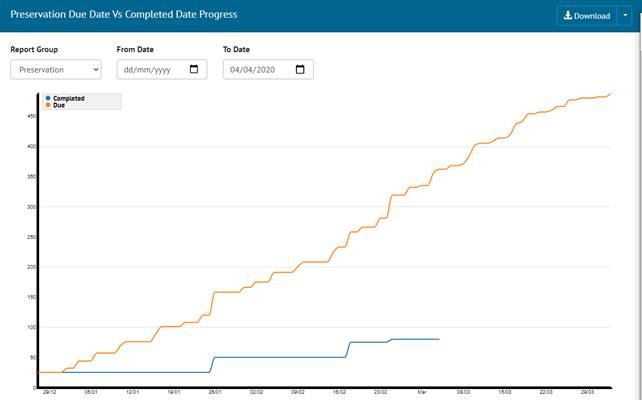 Preservation Due Date Vs Completed Date Progress
Download
Report Group
From Date
To Date
Preservation
dd/mm/yyyy
04/04/2020
Completed
Due
450
400
350
300
250
200
150
100
50
0
29/12
05/01
12/01
19/01
26/01
02/02
09/02
16/02
23/02
Mar
08/03
15/03
22/03
29/03